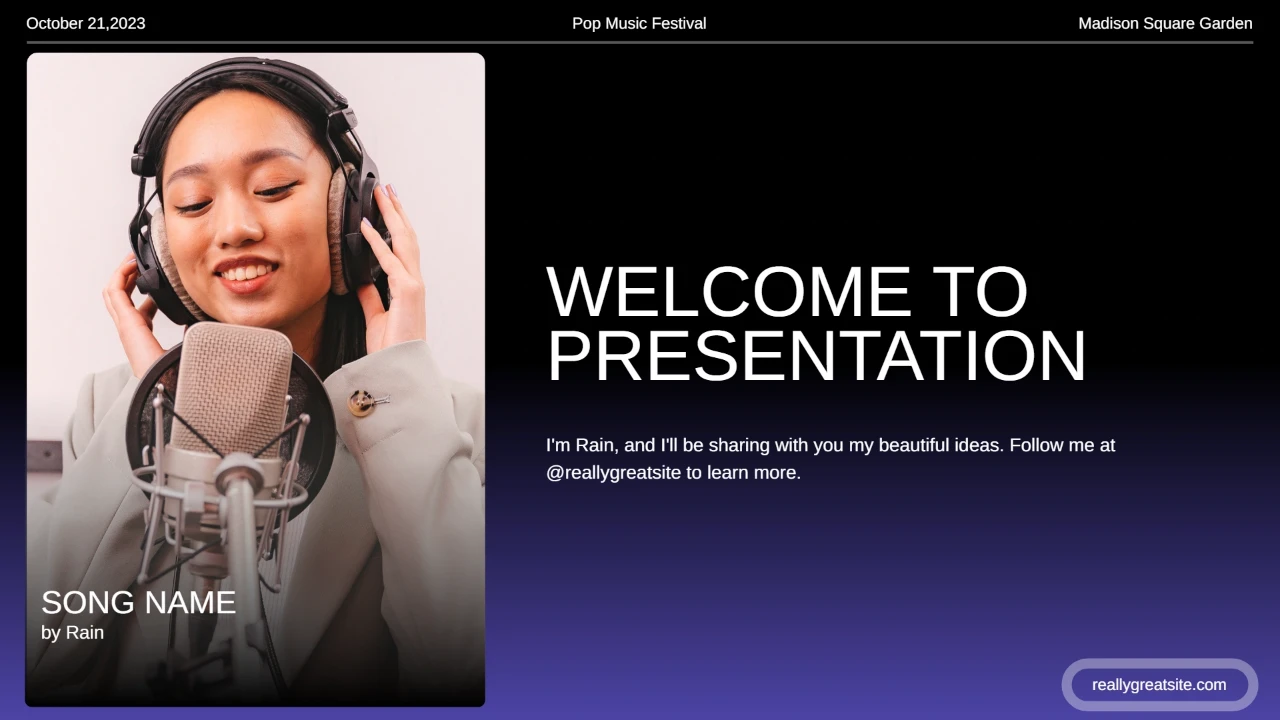 October 21,2023
Pop Music Festival
Madison Square Garden
WELCOME TO
PRESENTATION
I'm Rain, and I'll be sharing with you my beautiful ideas. Follow me at
@reallygreatsite to learn more.
SONG NAME
by Rain
reallygreatsite.com